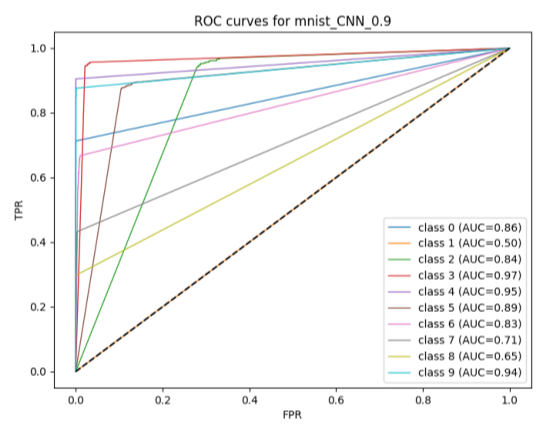 ROC curves for mnist_CNN_0.9
1.0
0.8
0.6
0.4
0.2
0.0
TPR
0.0 0.2 0.4 0.6 0.8 1.0
FPR
class 0 (AUC=0.86)
class 1 (AUC=0.50)
class 2 (AUC=0.84)
class 3 (AUC=0.97)
class 4 (AUC=0.95)
class 5 (AUC=0.89)
class 6 (AUC=0.83)
class 7 (AUC=0.71)
class 8 (AUC=0.65)
class 9 (AUC=0.94)